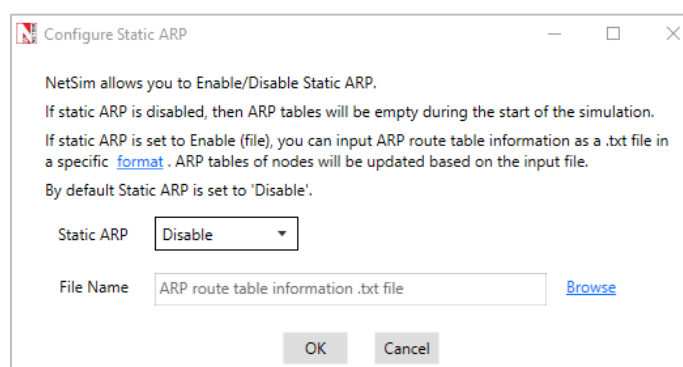 Configure Static ARP
NetSim allows you to Enable/Disable Static ARP.
If static ARP is disabled, then ARP tables will be empty during the start of the simulation.
If static ARP is set to Enable (file), you can input ARP route table information as a .txt file in
a specific format . ARP tables of nodes will be updated based on the input file.
By default Static ARP is set to 'Disable'.
Static ARP Disable
File Name ARP route table information .txt file Browse
OK Cancel